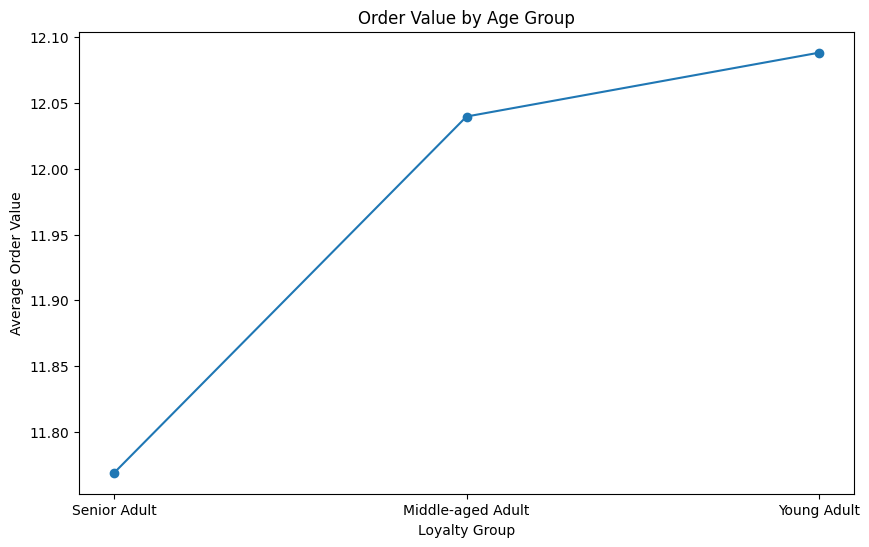 Order Value by Age Group
Average Order Value
12.10
12.05
12.00
11.95
11.90
11.85
11.80
Senior Adult
Middle-aged Adult
Young Adult
Loyalty Group